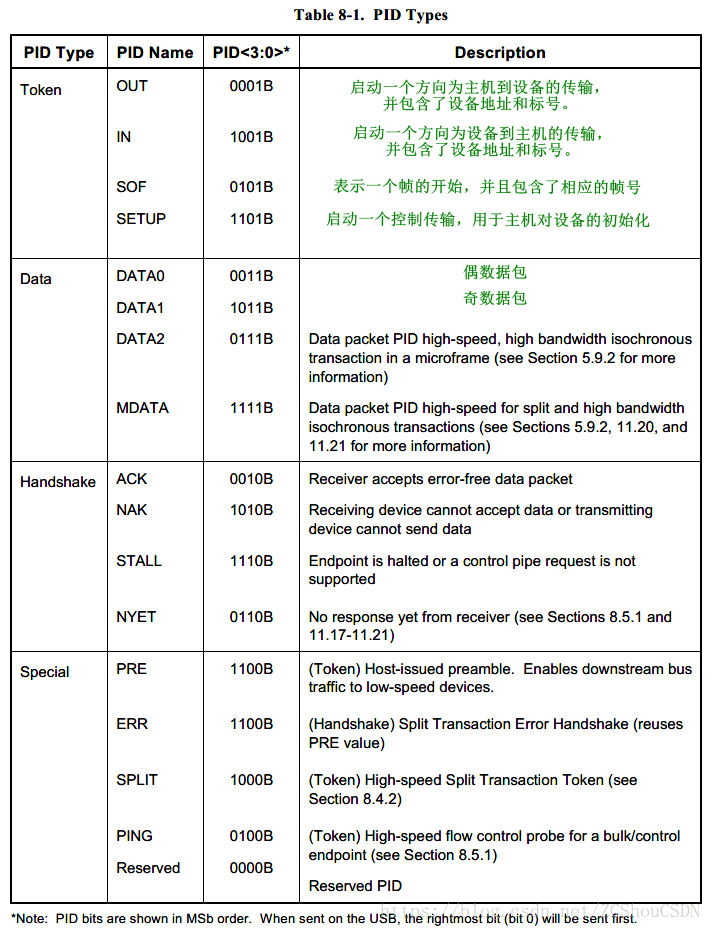 Table 8-1. PID Types
PID Type PID Name PID<3:0>* Description
Token OUT 0001B 启动一个方向为主机到设备的传输，
并包含了设备地址和标号。
IN 1001B 启动一个方向为设备到主机的传输，
并包含了设备地址和标号。
SOF 0101B 表示一个帧的开始，并且包含了相应的帧号
SETUP 1101B 启动一个控制传输，用于主机对设备的初始化
Data DATA0 0011B 偶数据包
DATA1 1011B 奇数据包
DATA2 0111B Data packet PID high-speed, high bandwidth isochronous
transaction in a microframe (see Section 5.9.2 for more
information)
MDATA 1111B Data packet PID high-speed for split and high bandwidth
isochronous transactions (see Sections 5.9.2, 11.20, and
11.21 for more information)
Handshake ACK 0010B Receiver accepts error-free data packet
NAK 1010B Receiving device cannot accept data or transmitting
device cannot send data
STALL 1110B Endpoint is halted or a control pipe request is not
supported
NYET 0110B No response yet from receiver (see Sections 8.5.1 and
11.17-11.21)
Special PRE 1100B (Token) Host-issued preamble. Enables downstream bus
traffic to low-speed devices.
ERR 1100B (Handshake) Split Transaction Error Handshake (reuses
PRE value)
SPLIT 1000B (Token) High-speed Split Transaction Token (see
Section 8.4.2)
PING 0100B (Token) High-speed flow control probe for a bulk/control
endpoint (see Section 8.5.1)
Reserved 0000B
Reserved PID
https://blog.csdn.net/ZCShouCSDN
*Note: PID bits are shown in MSb order. When sent on the USB, the rightmost bit (bit 0) will be sent first.